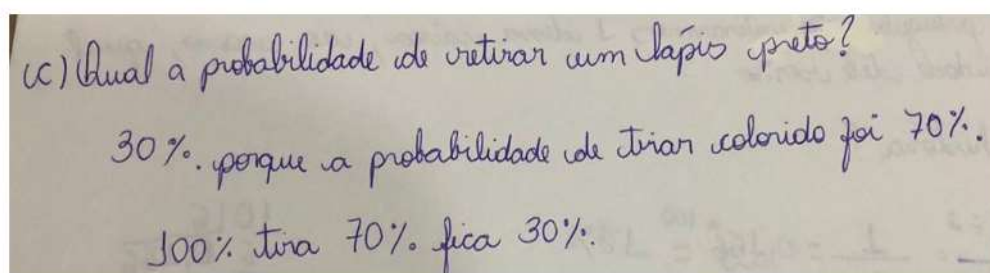 (c) Qual a probabilidade de retirar um lápis preto?
30%. porque a probabilidade de tirar colorido foi 70%.
100% tira 70% fica 30%.